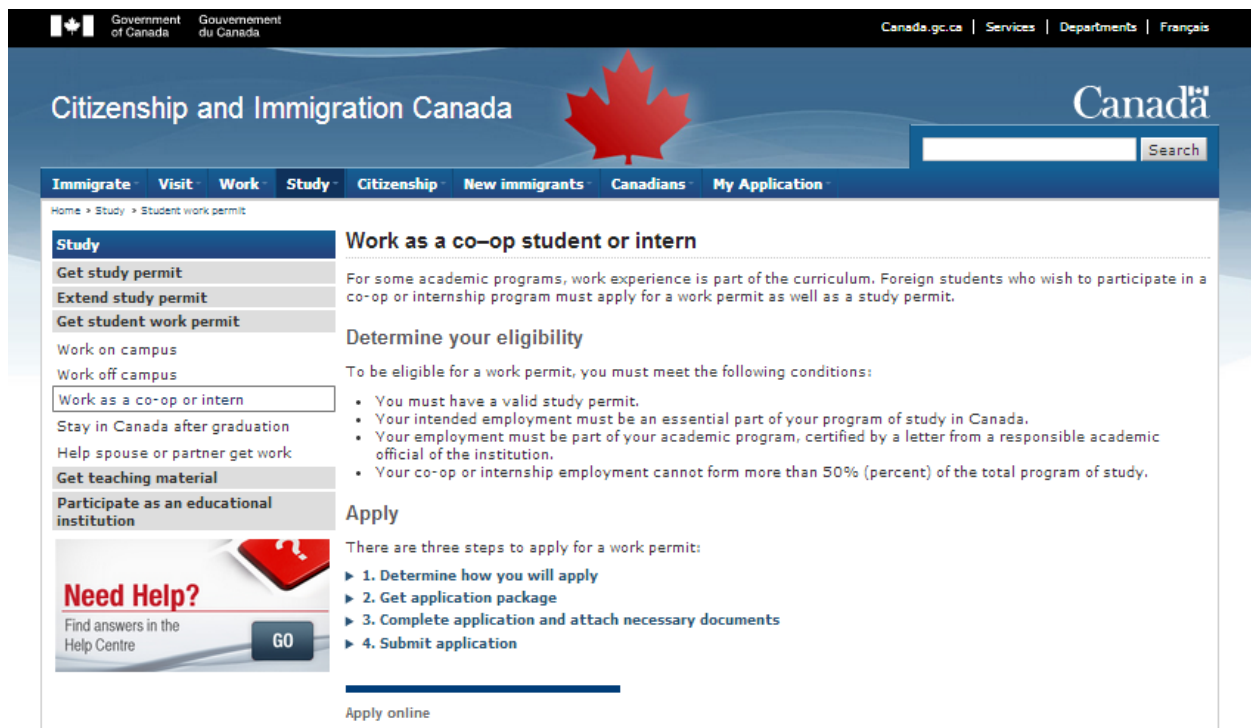 Government of Canada
Gouvernement du Canada
Canada.gc.ca | Services | Departments | Français
Citizenship and Immigration Canada
Canada
Search
Immigrate Visit Work Study Citizenship New immigrants Canadians My Application
Home > Study > Student work permit
Study
Get study permit
Extend study permit
Get student work permit
Work on campus
Work off campus
Work as a co-op or intern
Stay in Canada after graduation
Help spouse or partner get work
Get teaching material
Participate as an educational
institution
Need Help?
Find answers in the
Help Centre
GO
Work as a co–op student or intern
For some academic programs, work experience is part of the curriculum. Foreign students who wish to participate in a
co-op or internship program must apply for a work permit as well as a study permit.
Determine your eligibility
To be eligible for a work permit, you must meet the following conditions:
• You must have a valid study permit.
• Your intended employment must be an essential part of your program of study in Canada.
• Your employment must be part of your academic program, certified by a letter from a responsible academic
official of the institution.
• Your co-op or internship employment cannot form more than 50% (percent) of the total program of study.
Apply
There are three steps to apply for a work permit:
1. Determine how you will apply
2. Get application package
3. Complete application and attach necessary documents
4. Submit application
Apply online